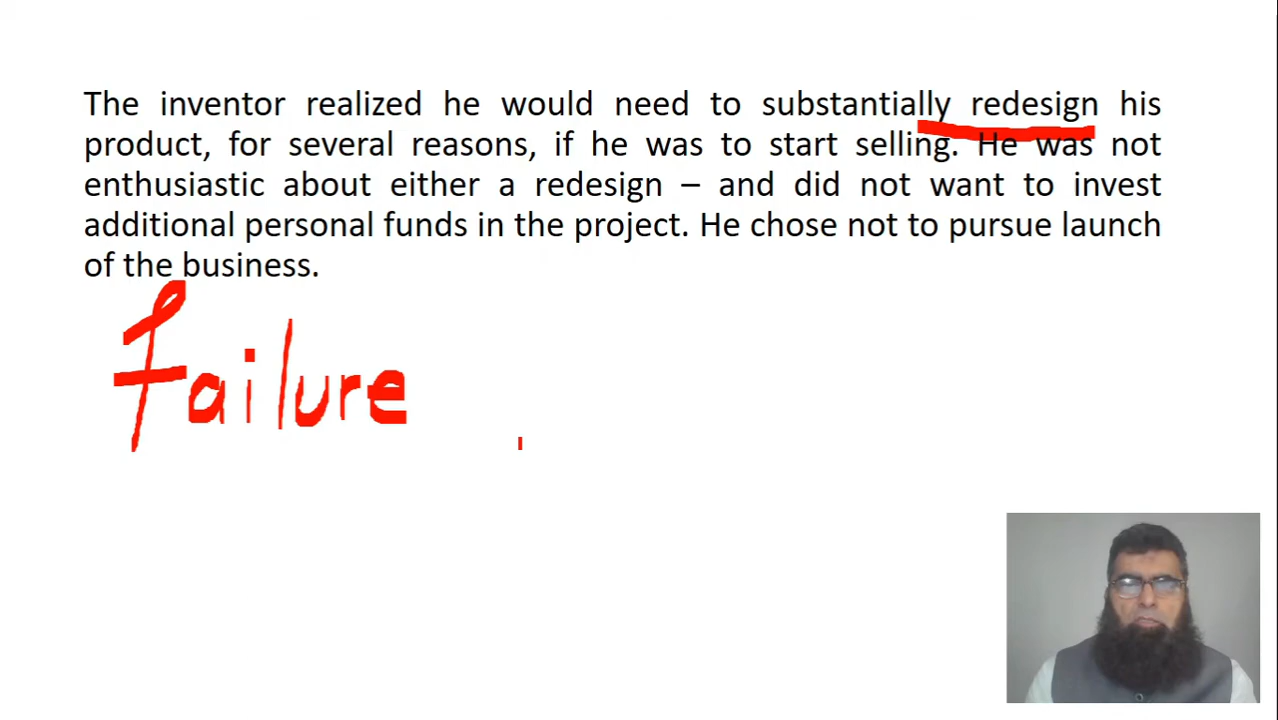 The inventor realized he would need to substantially redesign his
product, for several reasons, if he was to start selling. He was not
enthusiastic about either a redesign – and did not want to invest
additional personal funds in the project. He chose not to pursue launch
of the business.
Failure